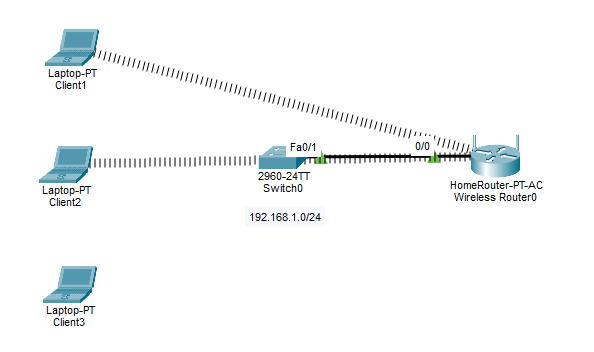 Laptop-PT
Client1
Fa0/1
0/0
Laptop-PT
Client2
2960-24TT
Switch0
HomeRouter-PT-AC
Wireless Router0
192.168.1.0/24
Laptop-PT
Client3